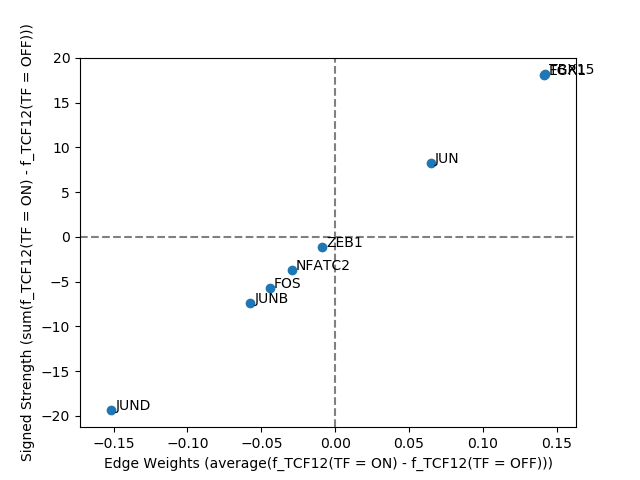 Signed Strength (sum(f_TCF12(TF = ON) - f_TCF12(TF = OFF)))
20
15
10
5
0
−5
−10
−15
−20
JUN
ZEB1
NFATC2
FOS
JUNB
JUND
−0.15
−0.10
−0.05
0.00
0.05
0.10
0.15
Edge Weights (average(f_TCF12(TF = ON) - f_TCF12(TF = OFF)))